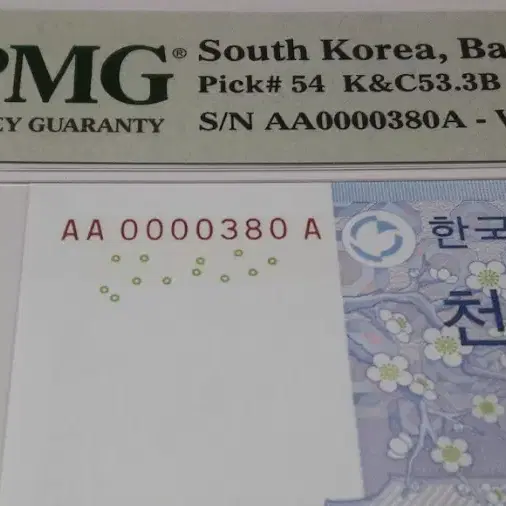 PMG® South Korea, Ba
Pick# 54 K&C53.3B
CY GUARANTY S/N AA0000380A -
AA 0000380 A
한국
천